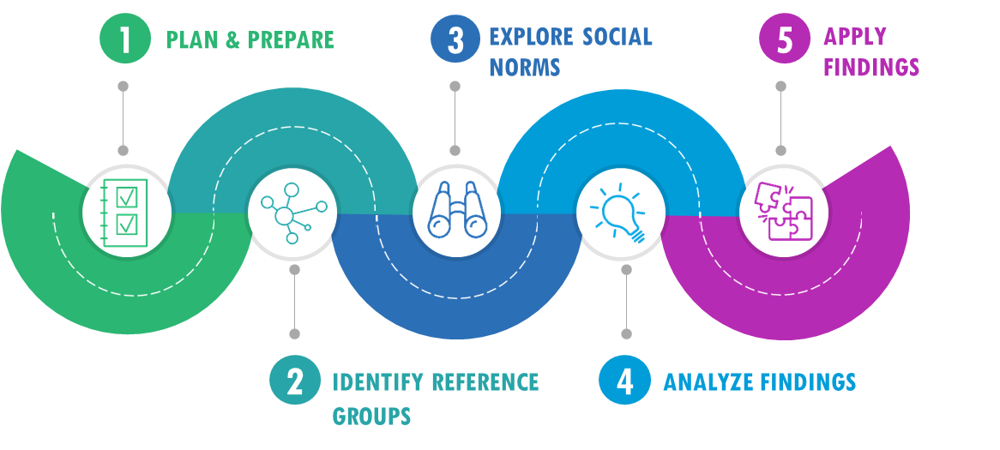 1 PLAN & PREPARE
2 IDENTIFY REFERENCE
GROUPS
3 EXPLORE SOCIAL
NORMS
4 ANALYZE FINDINGS
5 APPLY
FINDINGS